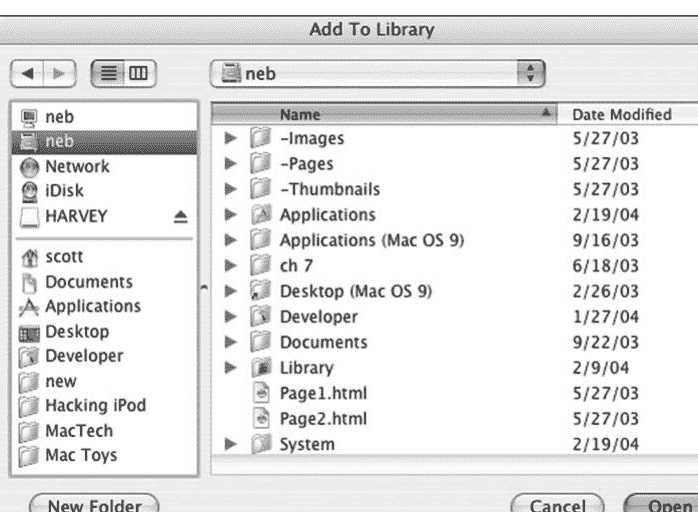 Add To Library
neb
neb
neb
Network
iDisk
HARVEY
scott
Documents
Applications
Desktop
Developer
new
Hacking iPod
MacTech
Mac Toys
Name Date Modified
-Images 5/27/03
-Pages 5/27/03
-Thumbnails 5/27/03
Applications 2/19/04
Applications (Mac OS 9) 9/16/03
ch 7 6/18/03
Desktop (Mac OS 9) 2/26/03
Developer 1/27/04
Documents 9/22/03
Library 2/9/04
Page1.html 5/27/03
Page2.html 5/27/03
System 2/19/04
New Folder Cancel Open